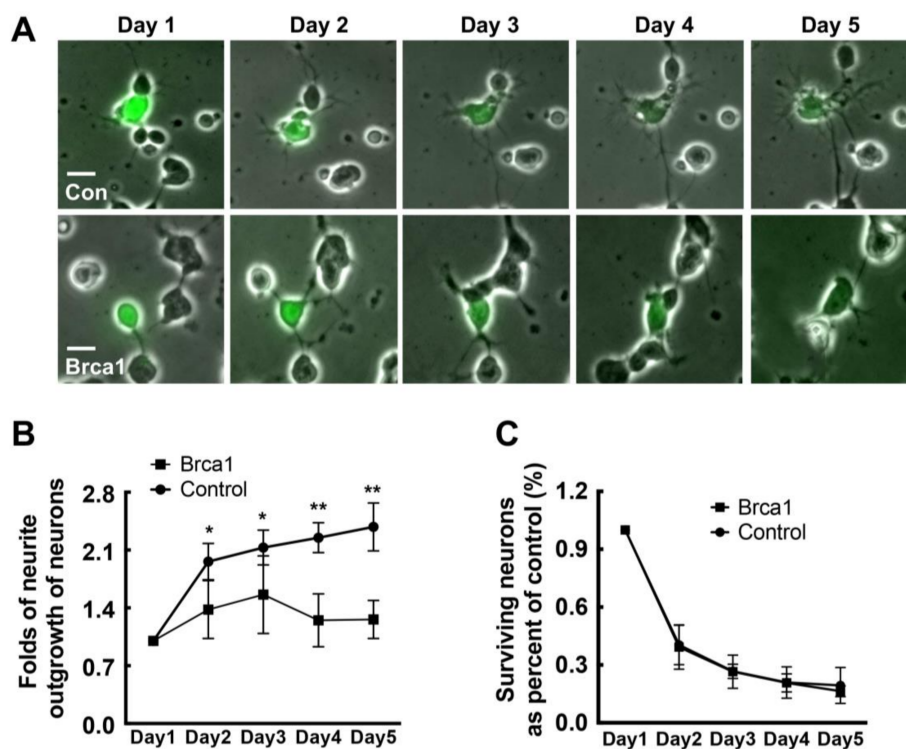 A
Day 1 Day 2 Day 3 Day 4 Day 5
Con
Brca1
B
Brca1
Control
Folds of neurite
outgrowth of neurons
2.8
2.1
1.4
0.7
0.0
* * ** **
Day1 Day2 Day3 Day4 Day5
C
Brca1
Control
Surviving neurons
as percent of control (%)
1.2
0.9
0.6
0.3
0.0
Day1 Day2 Day3 Day4 Day5